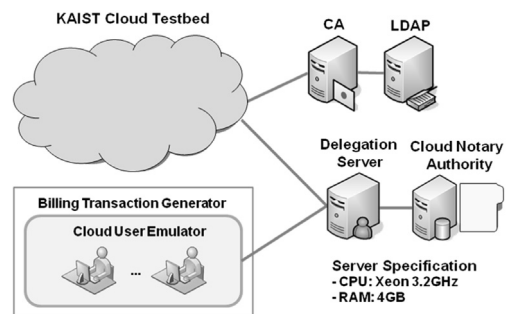 KAIST Cloud Testbed
CA
LDAP
Delegation
Server
Cloud Notary
Authority
Billing Transaction Generator
Cloud User Emulator
...
Server Specification
- CPU: Xeon 3.2GHz
- RAM: 4GB